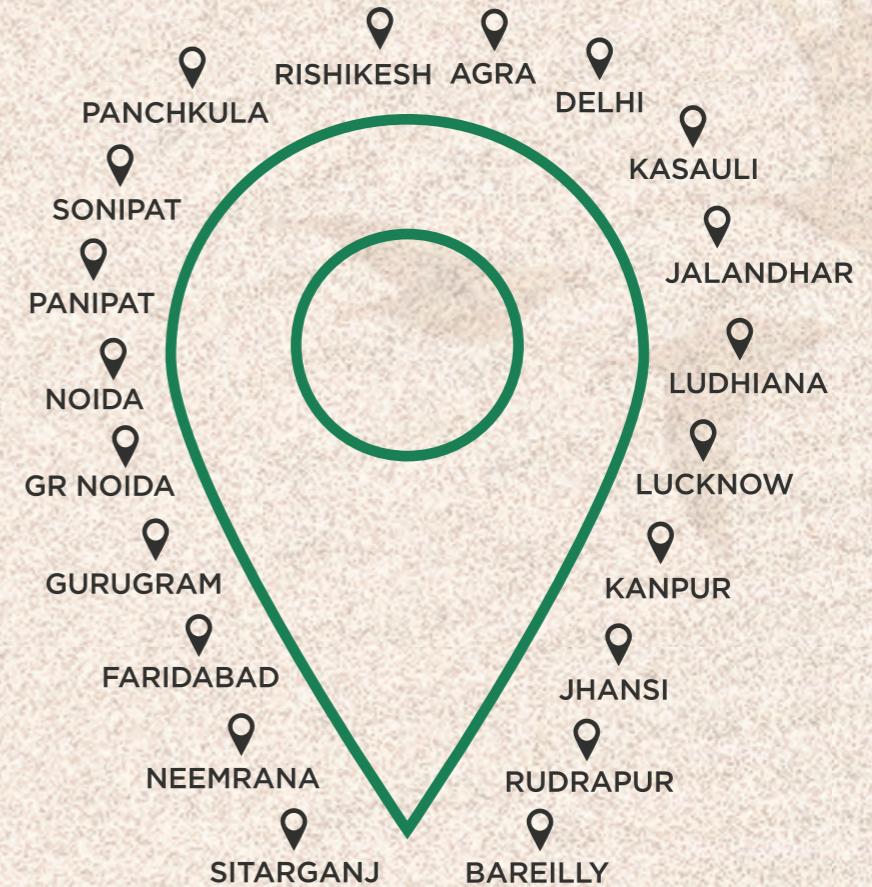 RISHIKESH
AGRA
DELHI
PANCHKULA
KASAULI
SONIPAT
JALANDHAR
PANIPAT
LUDHIANA
NOIDA
LUCKNOW
GR NOIDA
GURUGRAM
KANPUR
FARIDABAD
JHANSI
NEEMRANA
RUDRAPUR
SITARGANJ
BAREILLY